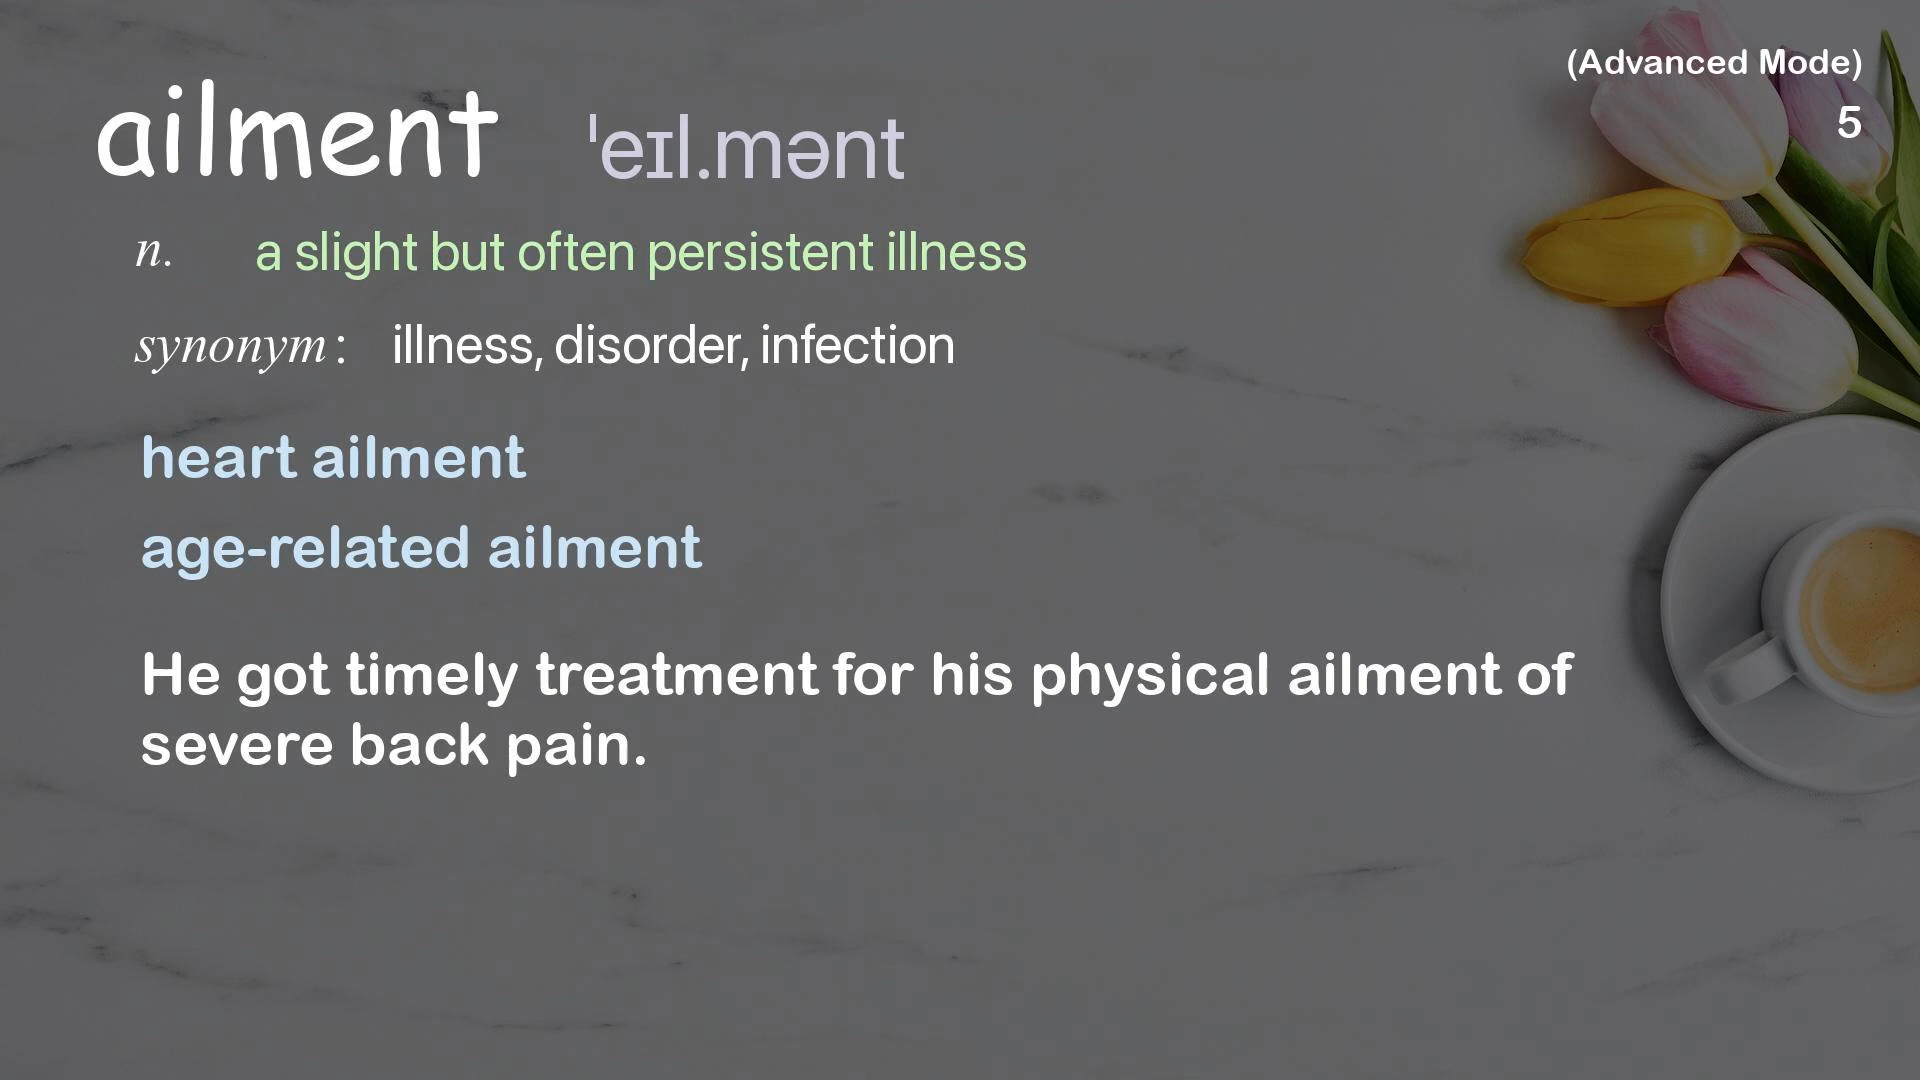 (Advanced Mode)
5
ailment ˈeɪl.mənt
n. a slight but often persistent illness
synonym: illness, disorder, infection
heart ailment
age-related ailment
He got timely treatment for his physical ailment of
severe back pain.